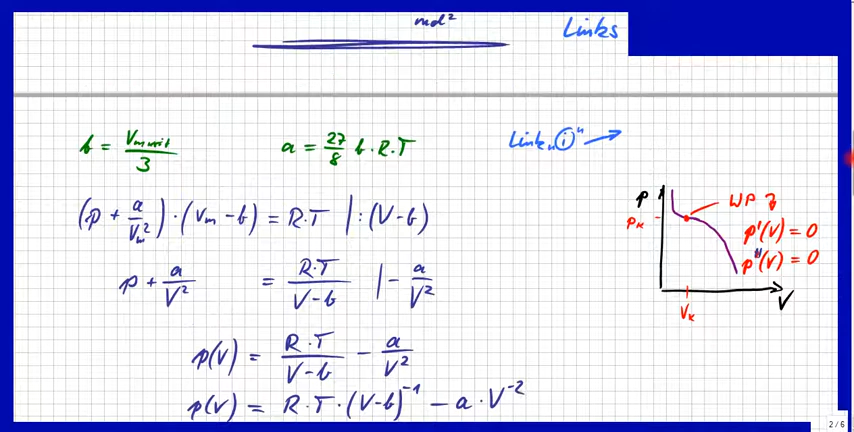 mol²
Links
b = V_m krit / 3
a = 27/8 b · R · T
Link „ⓘ" →
(p + a/V_m²) · (V_m - b) = R · T | : (V - b)
p + a/V² = R·T/(V - b) | - a/V²
p(V) = R·T/(V - b) - a/V²
p(V) = R · T · (V - b)⁻¹ - a · V⁻²
p
WP
p_k
p'(V) = 0
p''(V) = 0
V
V_k
2 / 6